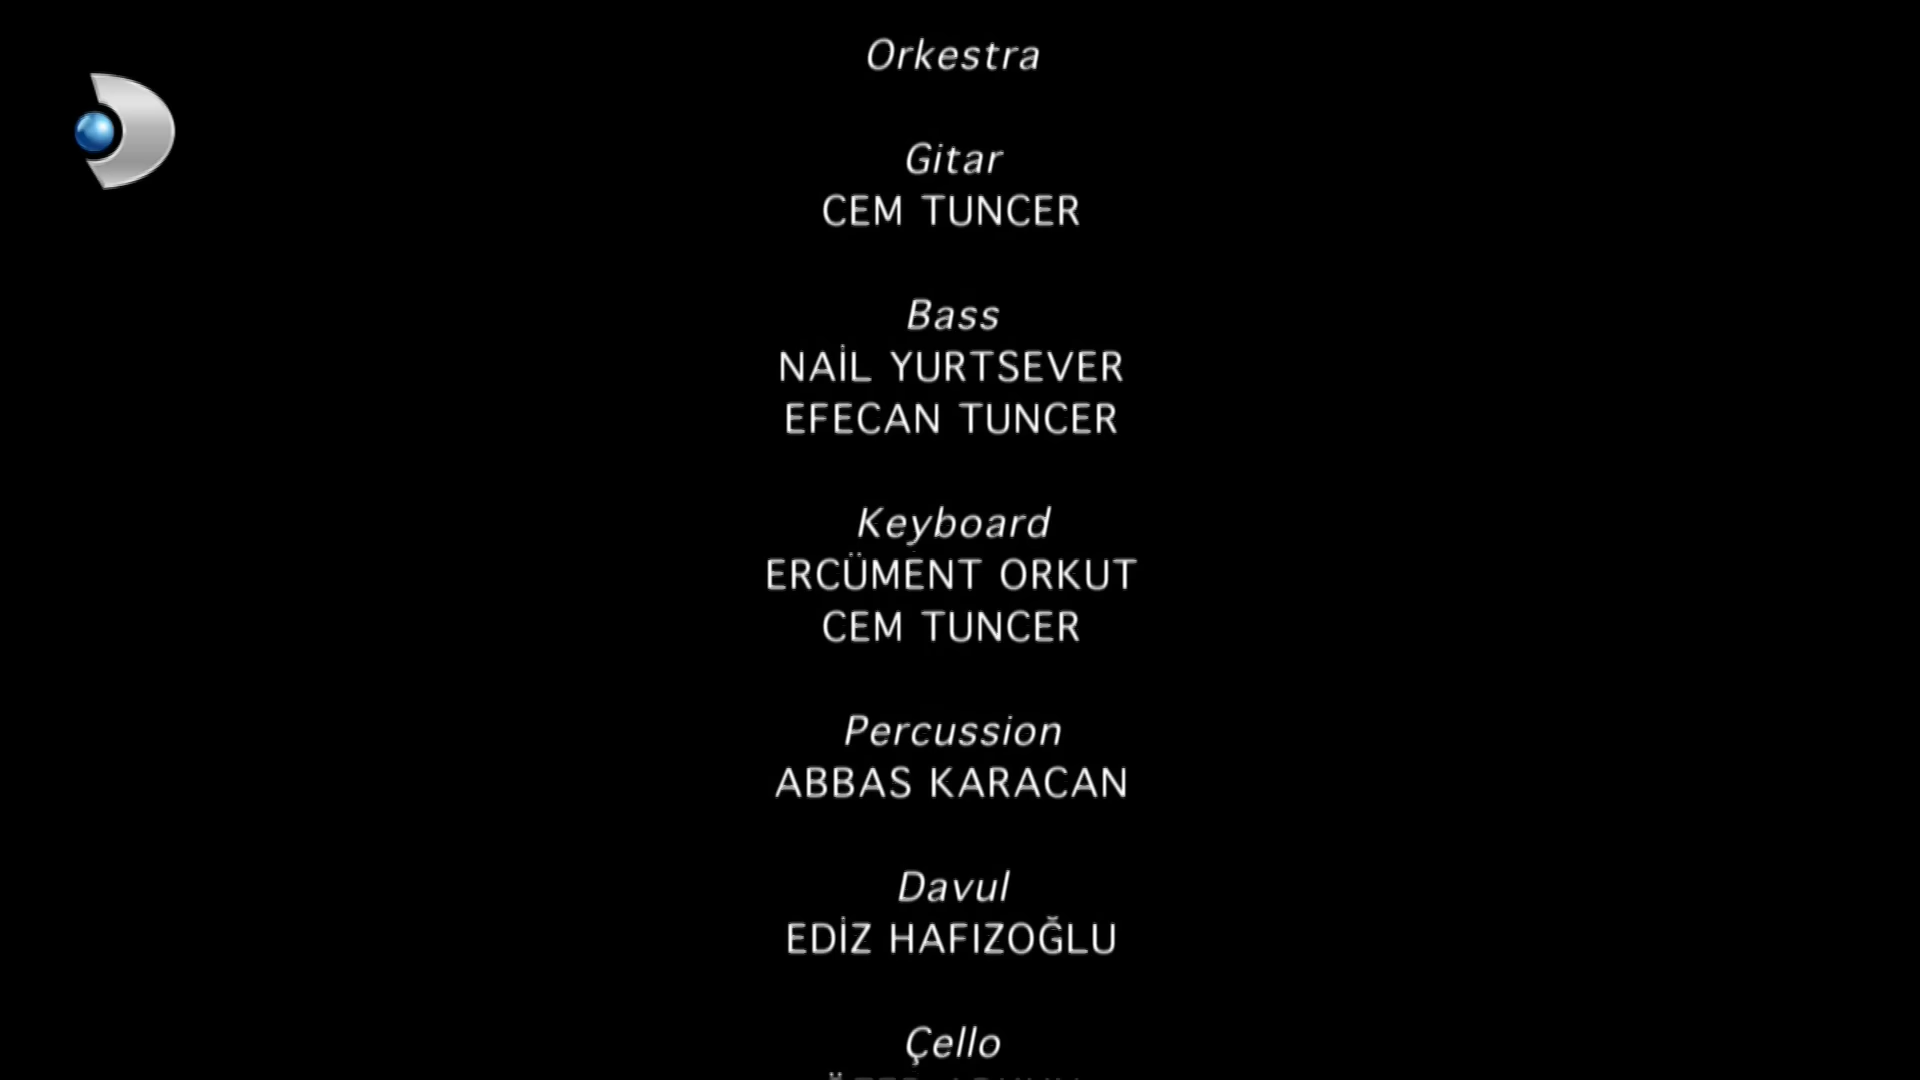 Orkestra
Gitar
CEM TUNCER
Bass
NAİL YURTSEVER
EFECAN TUNCER
Keyboard
ERCÜMENT ORKUT
CEM TUNCER
Percussion
ABBAS KARACAN
Davul
EDİZ HAFIZOĞLU
Çello